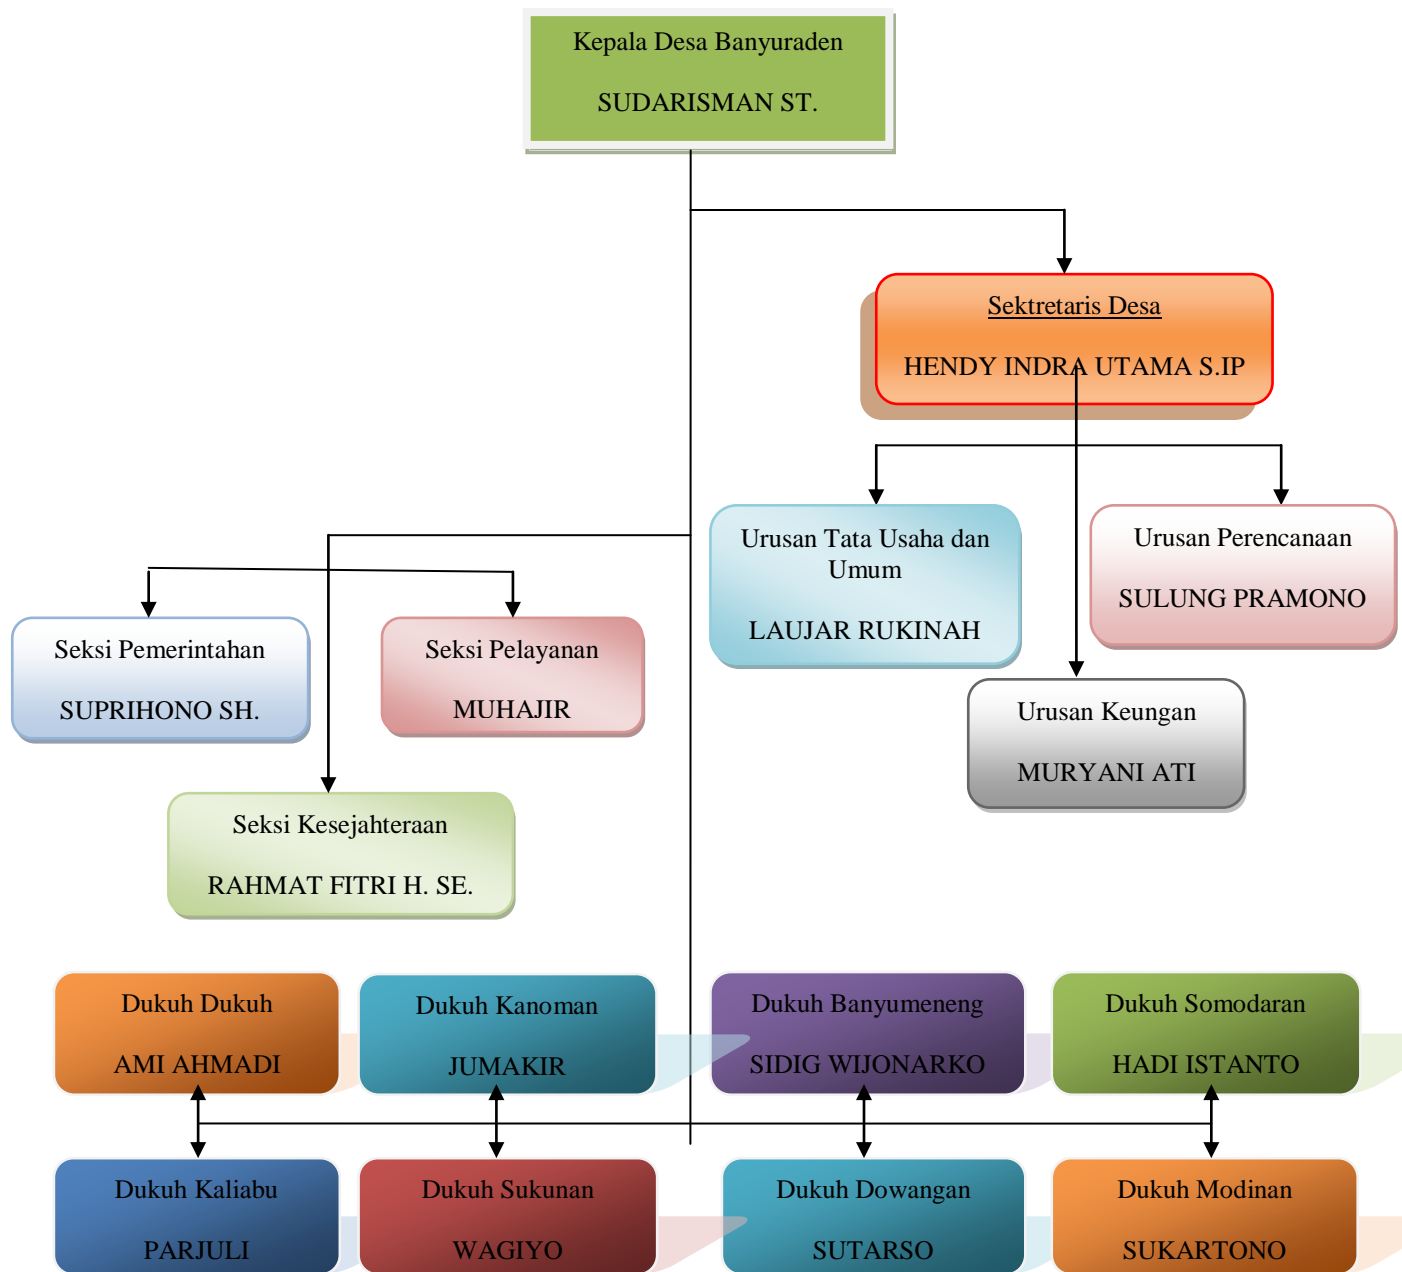 Kepala Desa Banyuraden
SUDARISMAN ST.
Sektretaris Desa
HENDY INDRA UTAMA S.IP
Urusan Tata Usaha dan
Umum
LAUJAR RUKINAH
Urusan Perencanaan
SULUNG PRAMONO
Urusan Keungan
MURYANI ATI
Seksi Pemerintahan
SUPRIHONO SH.
Seksi Pelayanan
MUHAJIR
Seksi Kesejahteraan
RAHMAT FITRI H. SE.
Dukuh Dukuh
AMI AHMADI
Dukuh Kanoman
JUMAKIR
Dukuh Banyumeneng
SIDIG WIJONARKO
Dukuh Somodaran
HADI ISTANTO
Dukuh Kaliabu
PARJULI
Dukuh Sukunan
WAGIYO
Dukuh Dowangan
SUTARSO
Dukuh Modinan
SUKARTONO